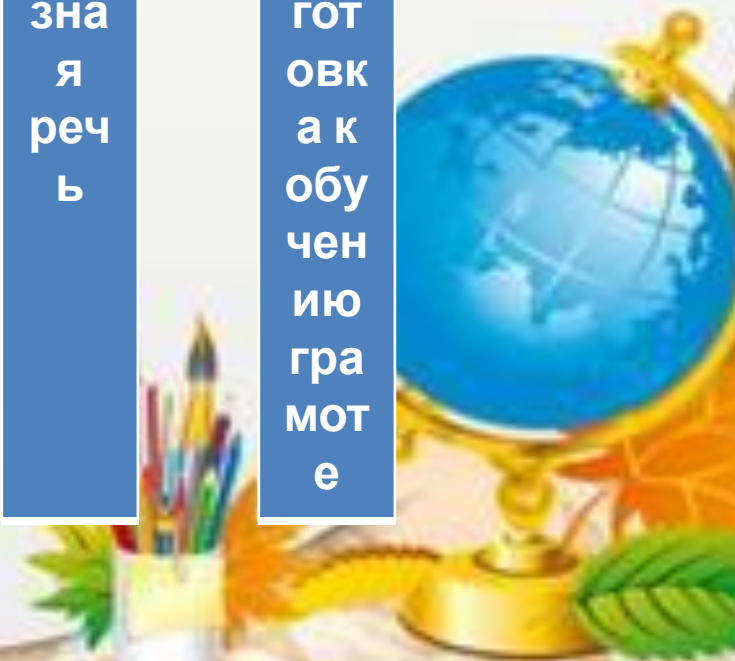 зна
я
реч
ь
гот
овк
а к
обу
чен
ию
гра
мот
е